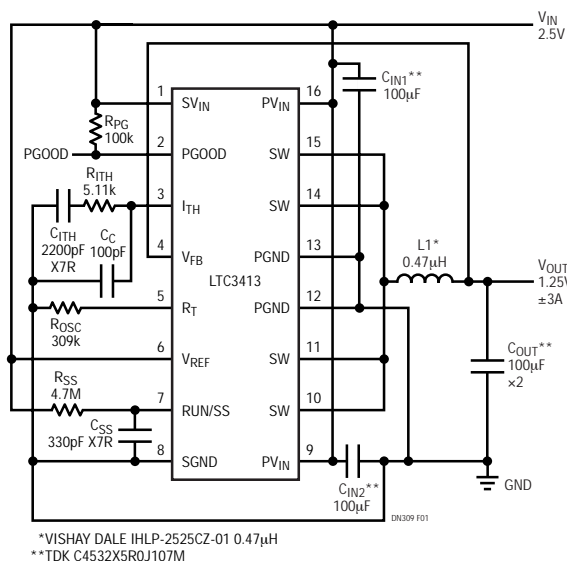 VIN
2.5V
CIN1**
100µF
1
SVIN
PVIN
16
RPG
100k
PGOOD
2
PGOOD
SW
15
RITH
5.11k
3
ITH
SW
14
CITH
2200pF
X7R
CC
100pF
4
VFB
PGND
13
LTC3413
L1*
0.47µH
VOUT
1.25V
±3A
5
RT
PGND
12
ROSC
309k
COUT**
100µF
×2
6
VREF
SW
11
RSS
4.7M
7
RUN/SS
SW
10
CSS
330pF X7R
8
SGND
PVIN
9
CIN2**
100µF
GND
DN309 F01
*VISHAY DALE IHLP-2525CZ-01 0.47µH
**TDK C4532X5R0J107M